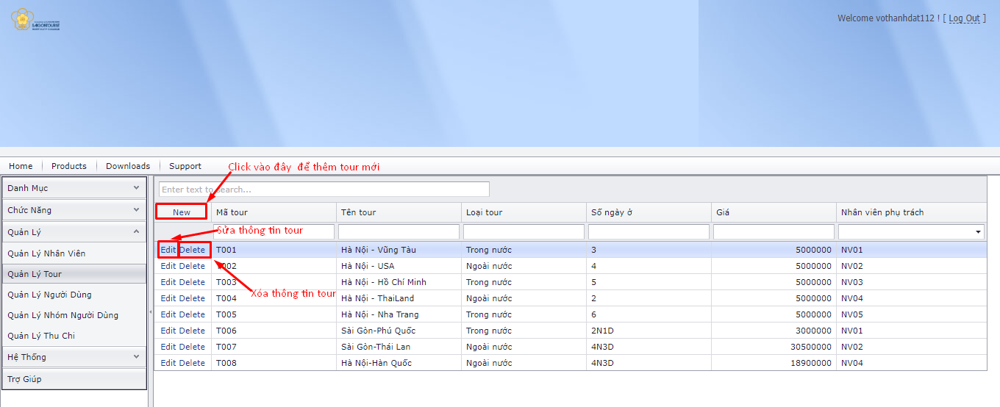 SAIGONTOURIST
Welcome vothanhdat112 ! [ Log Out ]
Home Products Downloads Support
Click vào đây để thêm tour mới
Danh Mục
Chức Năng
Quản Lý
Quản Lý Nhân Viên
Quản Lý Tour
Quản Lý Người Dùng
Quản Lý Nhóm Người Dùng
Quản Lý Thu Chi
Hệ Thống
Trợ Giúp
Enter text to search...
New Mã tour Tên tour Loại tour Số ngày ở Giá Nhân viên phụ trách
Sửa thông tin tour
Edit Delete T001 Hà Nội - Vũng Tàu Trong nước 3 5000000 NV01
Edit Delete T002 Hà Nội - USA Ngoài nước 4 5000000 NV02
Edit Delete T003 Hà Nội - Hồ Chí Minh Trong nước 5 5000000 NV03
Xóa thông tin tour
Edit Delete T004 Hà Nội - ThaiLand Ngoài nước 2 5000000 NV04
Edit Delete T005 Hà Nội - Nha Trang Trong nước 6 5000000 NV05
Edit Delete T006 Sài Gòn-Phú Quốc Trong nước 2N1D 3000000 NV01
Edit Delete T007 Sài Gòn-Thái Lan Ngoài nước 4N3D 30500000 NV02
Edit Delete T008 Hà Nội-Hàn Quốc Ngoài nước 4N3D 18900000 NV04